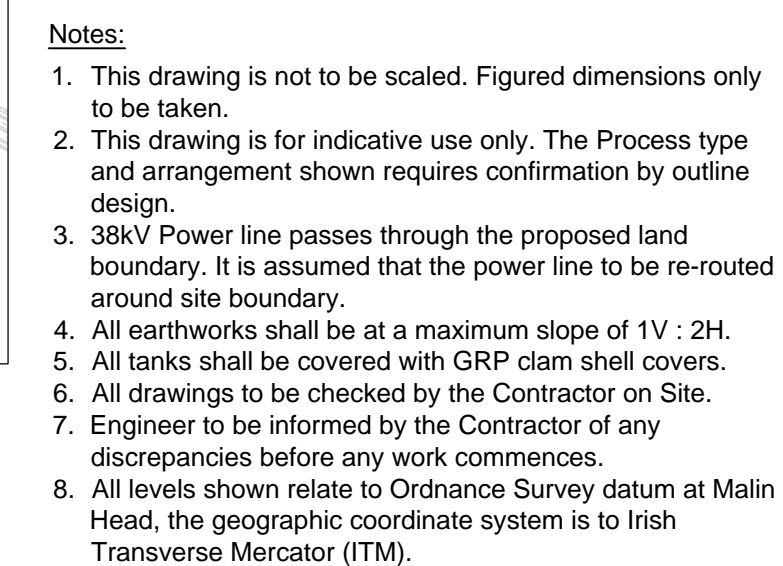 Notes:
1. This drawing is not to be scaled. Figured dimensions only
to be taken.
2. This drawing is for indicative use only. The Process type
and arrangement shown requires confirmation by outline
design.
3. 38kV Power line passes through the proposed land
boundary. It is assumed that the power line to be re-routed
around site boundary.
4. All earthworks shall be at a maximum slope of 1V : 2H.
5. All tanks shall be covered with GRP clam shell covers.
6. All drawings to be checked by the Contractor on Site.
7. Engineer to be informed by the Contractor of any
discrepancies before any work commences.
8. All levels shown relate to Ordnance Survey datum at Malin
Head, the geographic coordinate system is to Irish
Transverse Mercator (ITM).